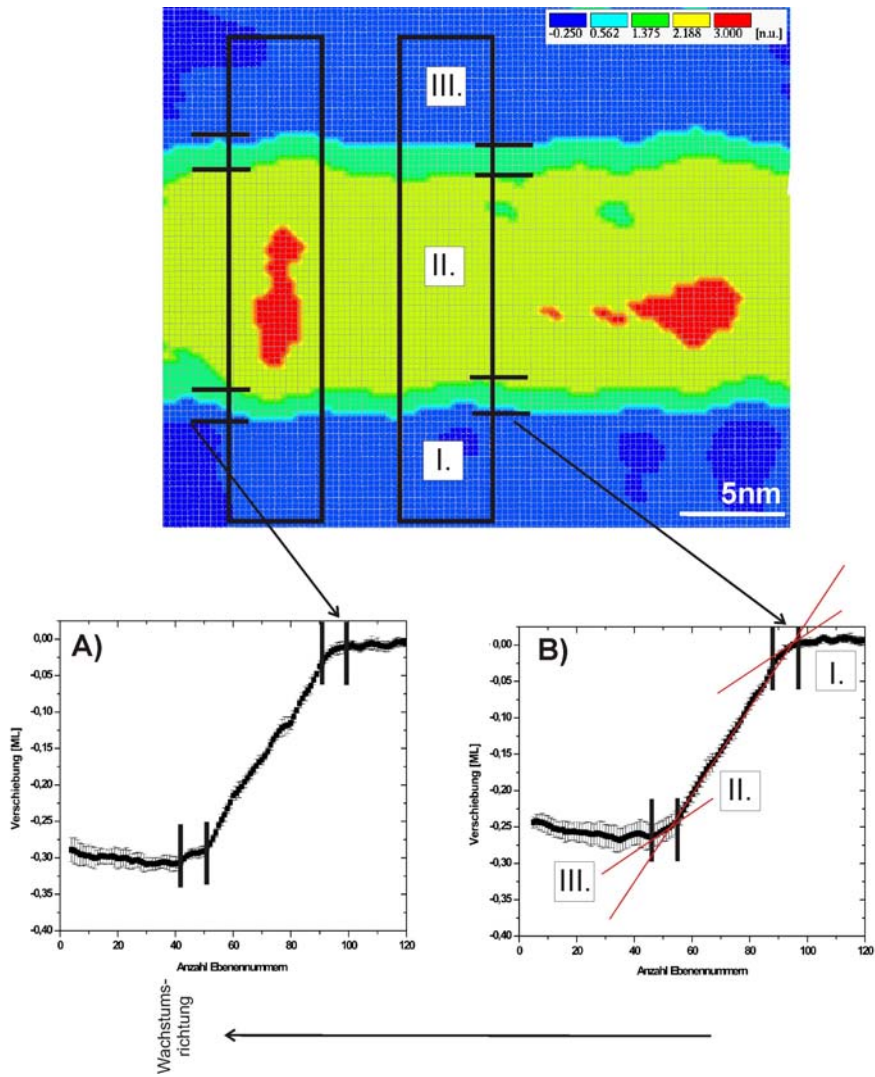 -0.250 0.562 1.375 2.188 3.000 [n.u.]
III.
II.
I.
5nm
A)
0,00
-0,05
-0,10
-0,15
-0,20
-0,25
-0,30
-0,35
-0,40
Verschiebung [ML]
0 20 40 60 80 100 120
Anzahl Ebenennummern
B)
0,00
-0,05
-0,10
-0,15
-0,20
-0,25
-0,30
-0,35
-0,40
Verschiebung [ML]
I.
II.
III.
0 20 40 60 80 100 120
Anzahl Ebenennummern
Wachstums-
richtung